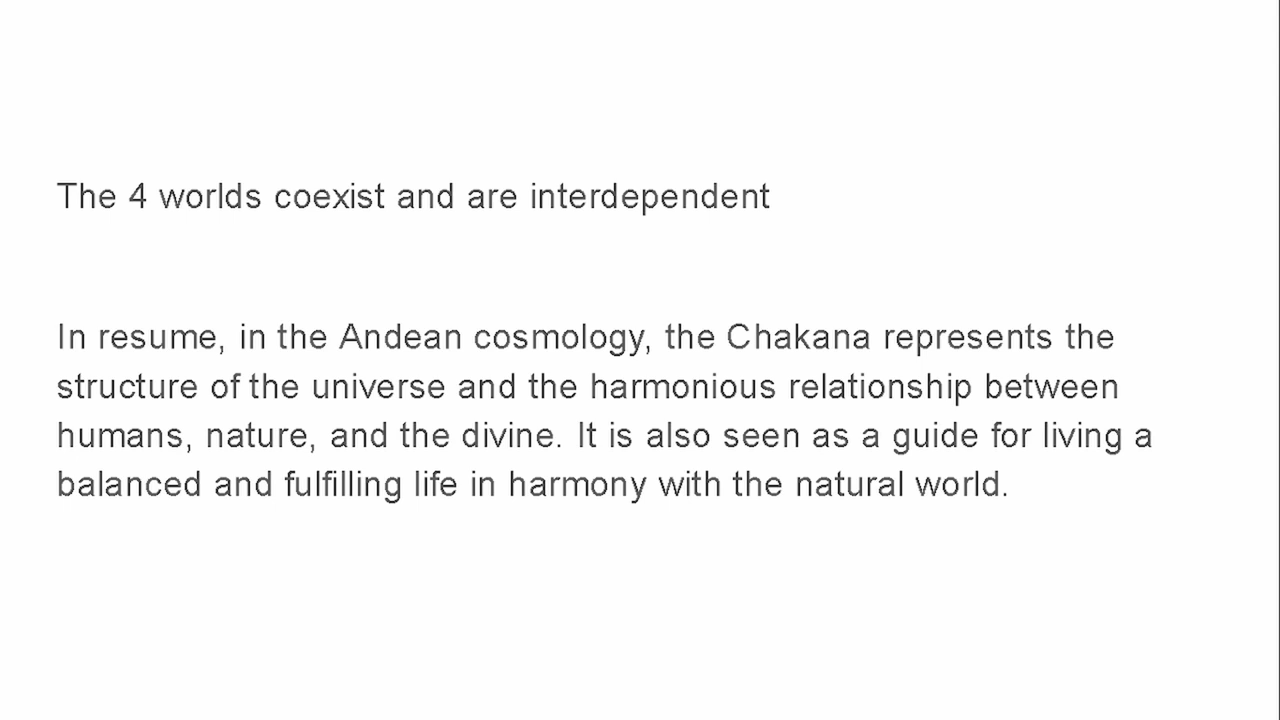 The 4 worlds coexist and are interdependent
In resume, in the Andean cosmology, the Chakana represents the
structure of the universe and the harmonious relationship between
humans, nature, and the divine. It is also seen as a guide for living a
balanced and fulfilling life in harmony with the natural world.